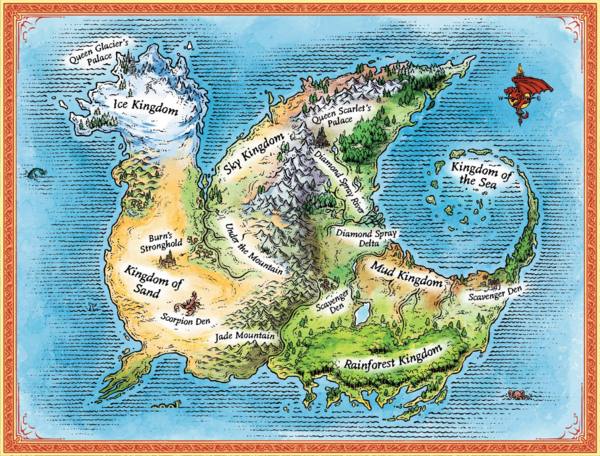 Queen Glacier's
Palace
Ice Kingdom
Queen Scarlet's
Palace
Sky Kingdom
Kingdom of
the Sea
Diamond Spray River
Burn's
Stronghold
Under the Mountain
Diamond Spray
Delta
Kingdom of
Sand
Mud Kingdom
Scavenger
Den
Scavenger Den
Scorpion Den
Jade Mountain
Rainforest Kingdom